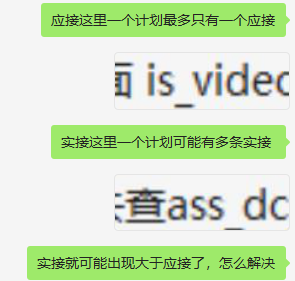 应接这里一个计划最多只有一个应接
面 is_videc
实接这里一个计划可能有多条实接
查ass_dc
实接就可能出现大于应接了，怎么解决